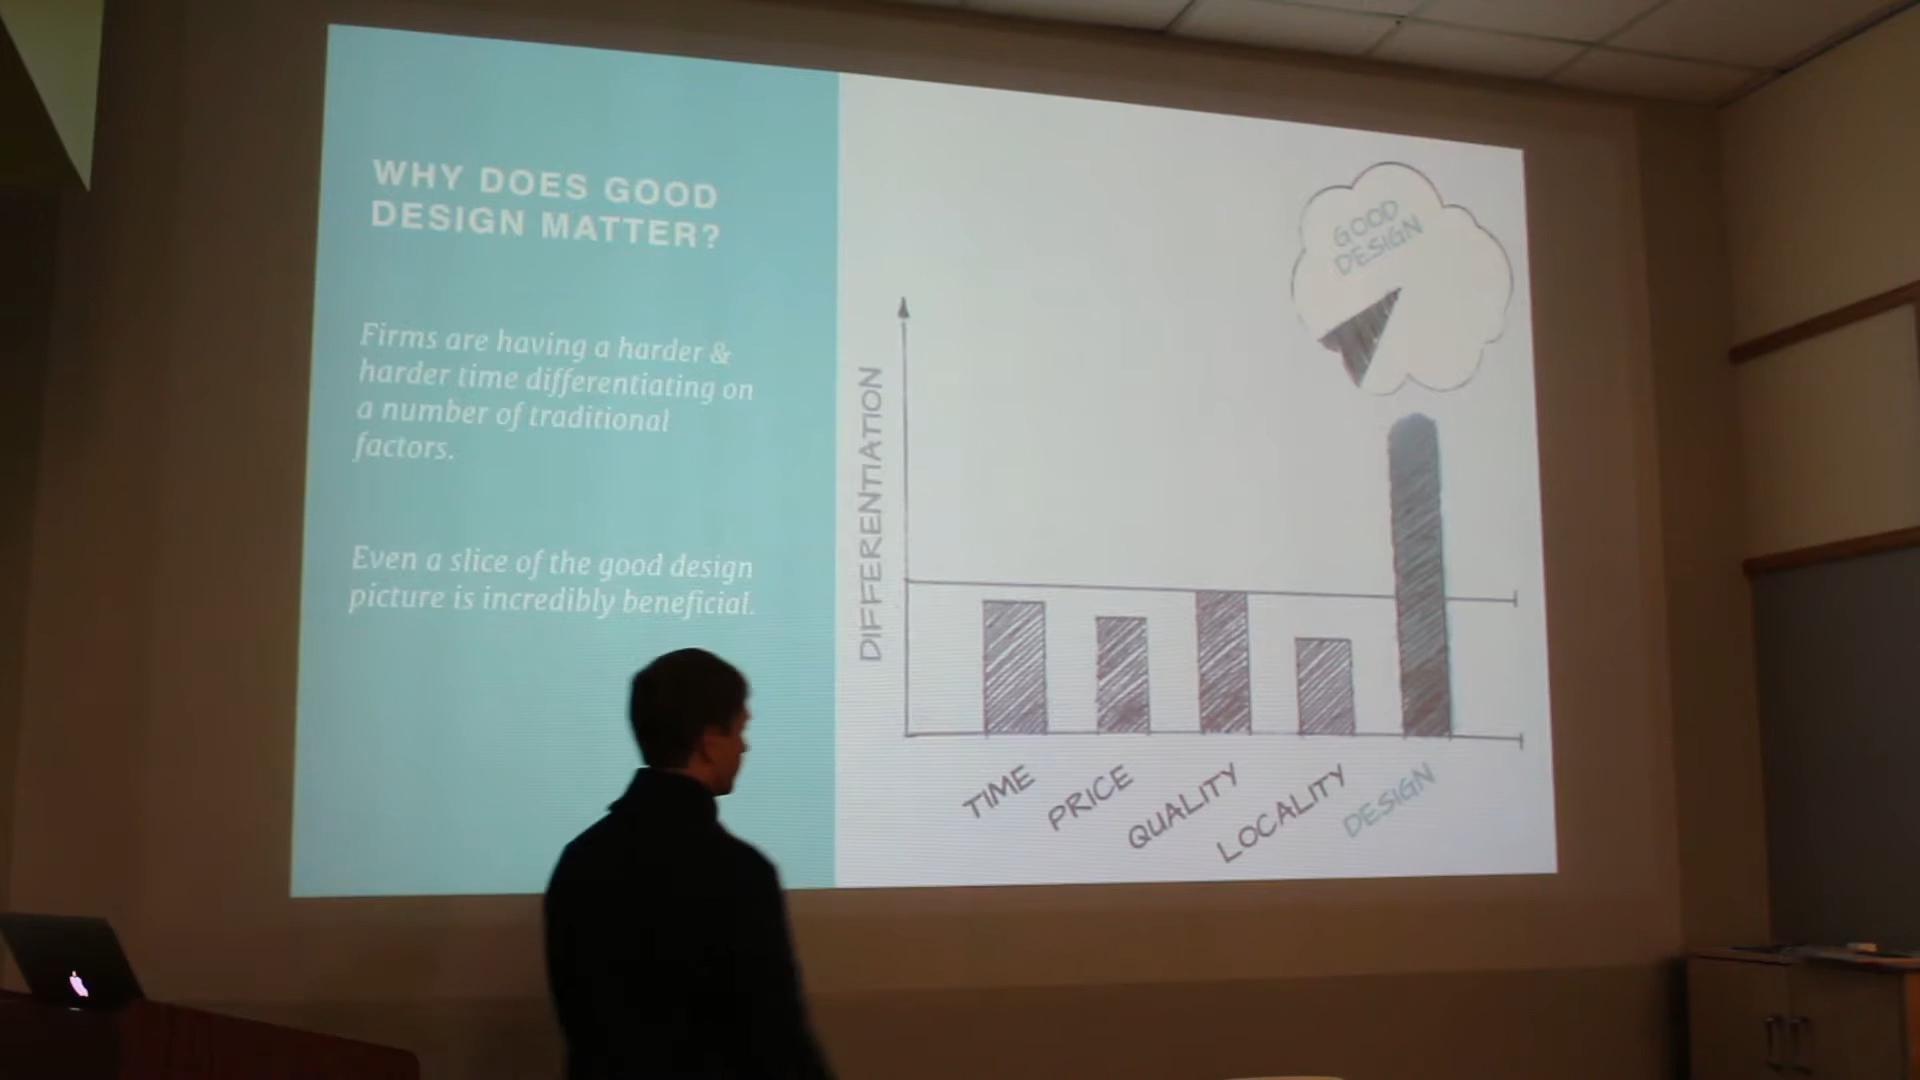 WHY DOES GOOD
DESIGN MATTER?
Firms are having a harder &
harder time differentiating on
a number of traditional
factors.
Even a slice of the good design
picture is incredibly beneficial.
GOOD
DESIGN
DIFFERENTIATION
TIME
PRICE
QUALITY
LOCALITY
DESIGN